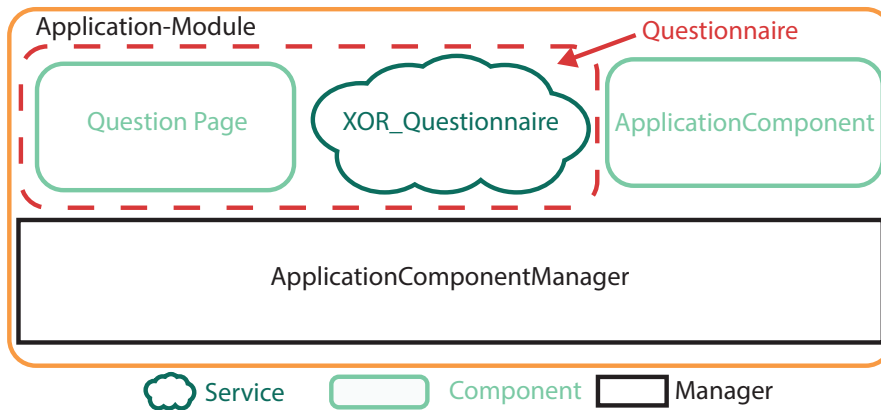 Application-Module
Questionnaire
Question Page
XOR_Questionnaire
ApplicationComponent
ApplicationComponentManager
Service
Component
Manager